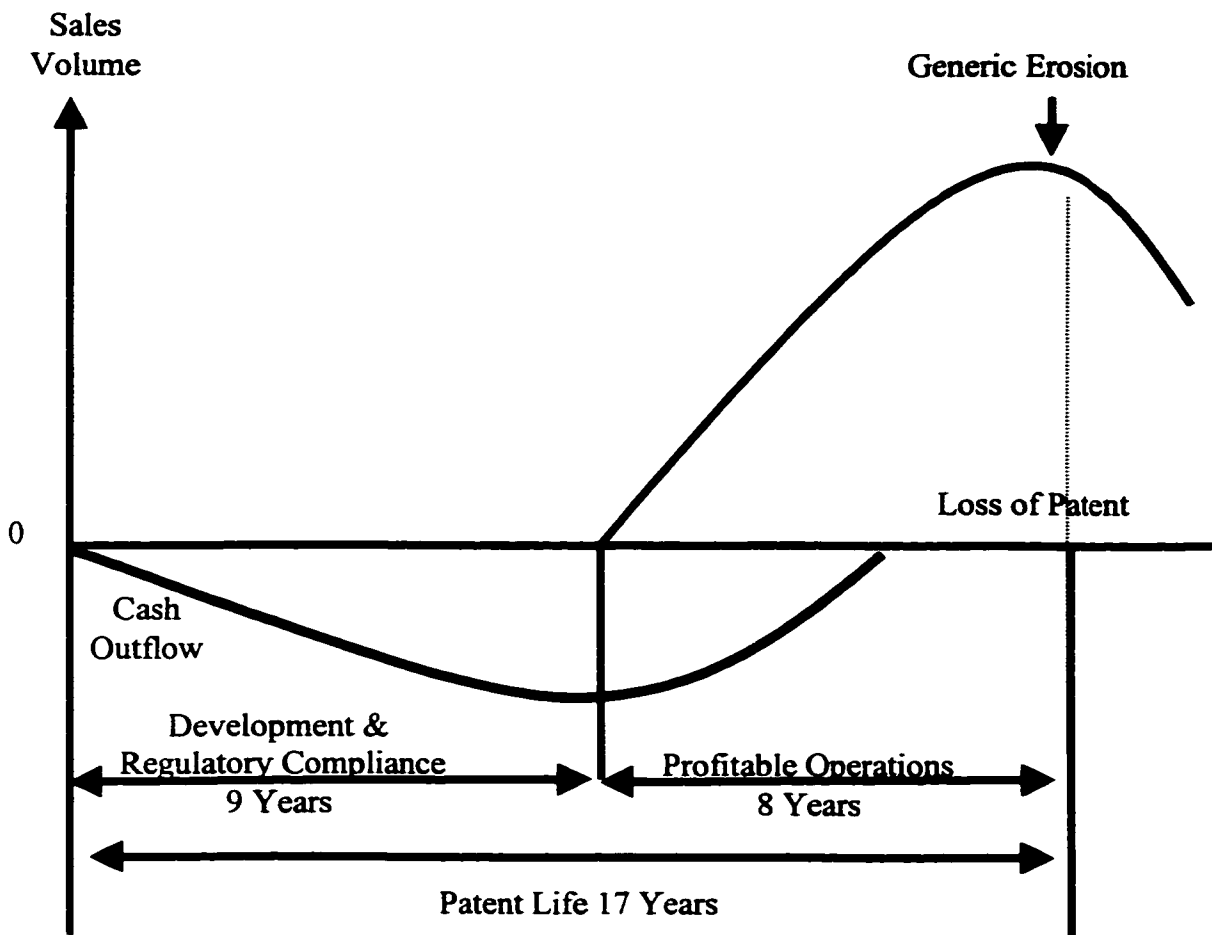 Sales
Volume
Generic Erosion
Loss of Patent
0
Cash
Outflow
Development &
Regulatory Compliance
9 Years
Profitable Operations
8 Years
Patent Life 17 Years